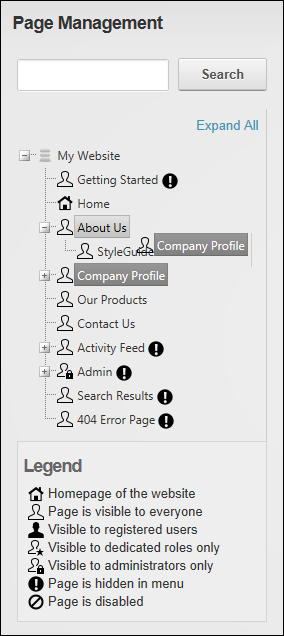 Page Management
Search
Expand All
My Website
Getting Started
Home
About Us
StyleGuide
Company Profile
Company Profile
Our Products
Contact Us
Activity Feed
Admin
Search Results
404 Error Page
Legend
Homepage of the website
Page is visible to everyone
Visible to registered users
Visible to dedicated roles only
Visible to administrators only
Page is hidden in menu
Page is disabled